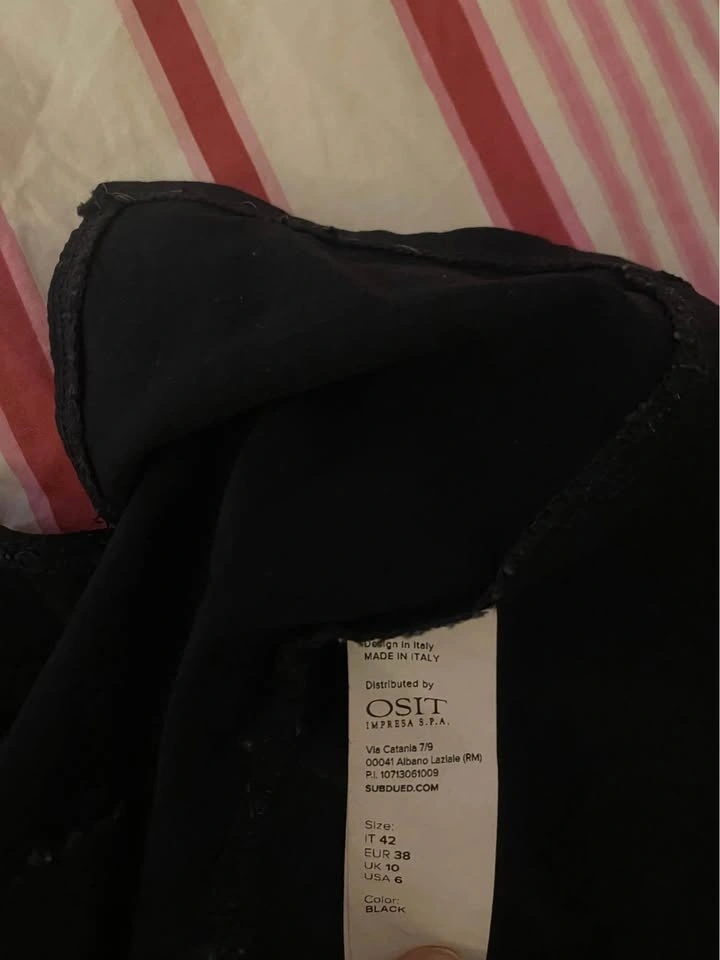 Design in Italy
MADE IN ITALY
Distributed by
OSIT
IMPRESA S.P.A.
Via Catania 7/9
00041 Albano Laziale (RM)
P.I. 10713061009
SUBDUED.COM
Size:
IT 42
EUR 38
UK 10
USA 6
Color:
BLACK